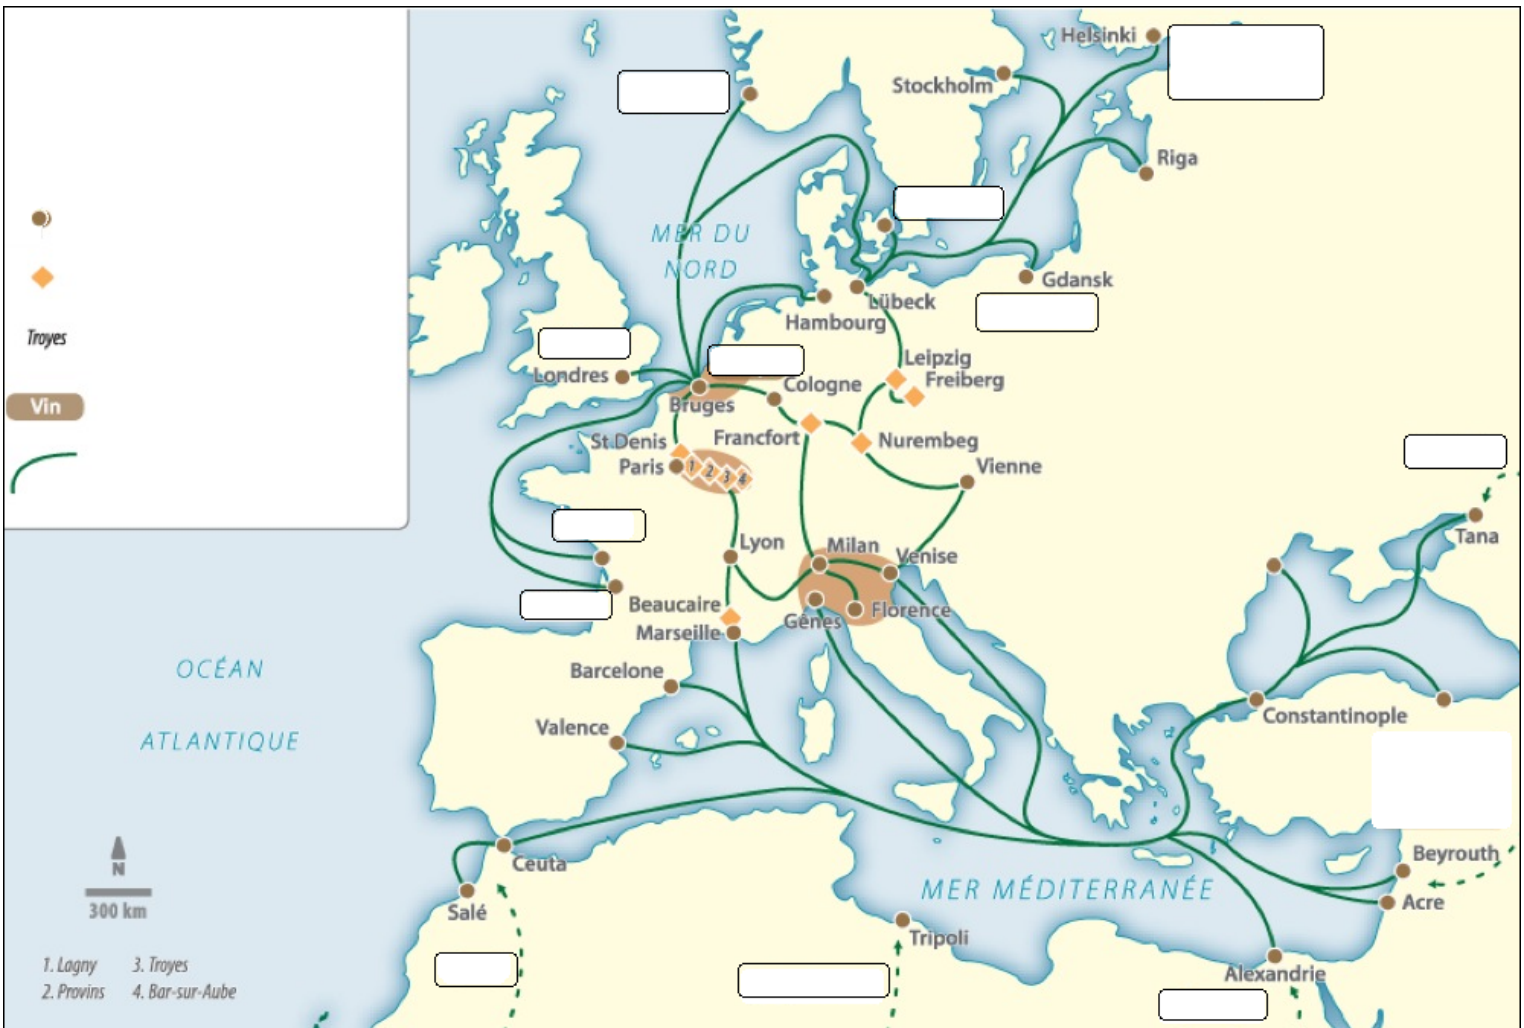 Helsinki
Stockholm
Riga
MER DU
NORD
Gdansk
Lübeck
Hambourg
Troyes
Leipzig
Freiberg
Londres
Cologne
Vin
Bruges
Francfort
Nurembeg
St Denis
Paris
1 2 3 4
Vienne
Tana
Lyon
Milan
Venise
Beaucaire
Florence
Gênes
Marseille
OCÉAN
Barcelone
Constantinople
Valence
ATLANTIQUE
Beyrouth
Ceuta
N
MER MÉDITERRANÉE
Acre
300 km
Salé
Tripoli
1. Lagny 3. Troyes
Alexandrie
2. Provins 4. Bar-sur-Aube